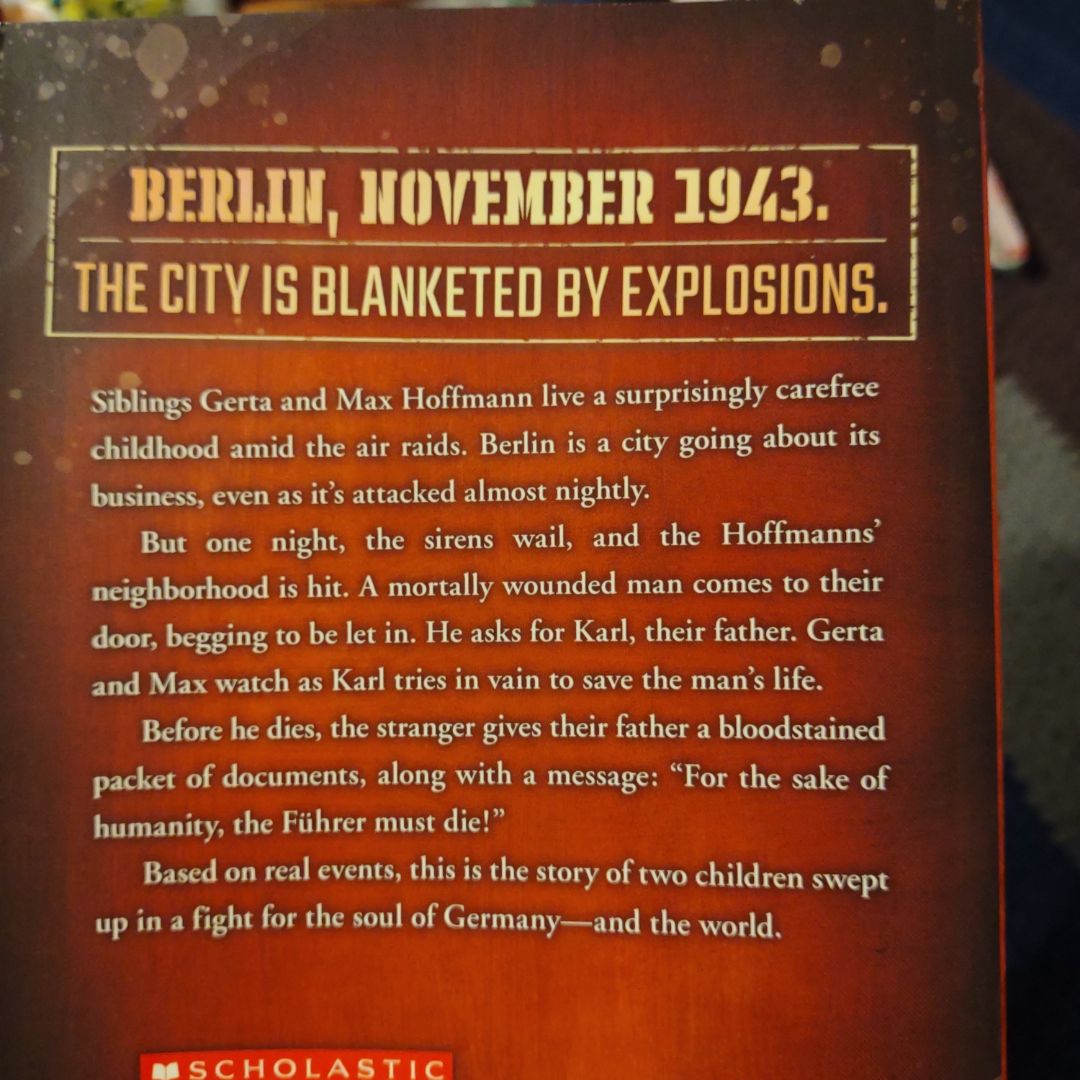 BERLIN, NOVEMBER 1943.
THE CITY IS BLANKETED BY EXPLOSIONS.
Siblings Gerta and Max Hoffmann live a surprisingly carefree
childhood amid the air raids. Berlin is a city going about its
business, even as it’s attacked almost nightly.
But one night, the sirens wail, and the Hoffmanns’
neighborhood is hit. A mortally wounded man comes to their
door, begging to be let in. He asks for Karl, their father. Gerta
and Max watch as Karl tries in vain to save the man’s life.
Before he dies, the stranger gives their father a bloodstained
packet of documents, along with a message: “For the sake of
humanity, the Führer must die!”
Based on real events, this is the story of two children swept
up in a fight for the soul of Germany—and the world.
SCHOLASTIC